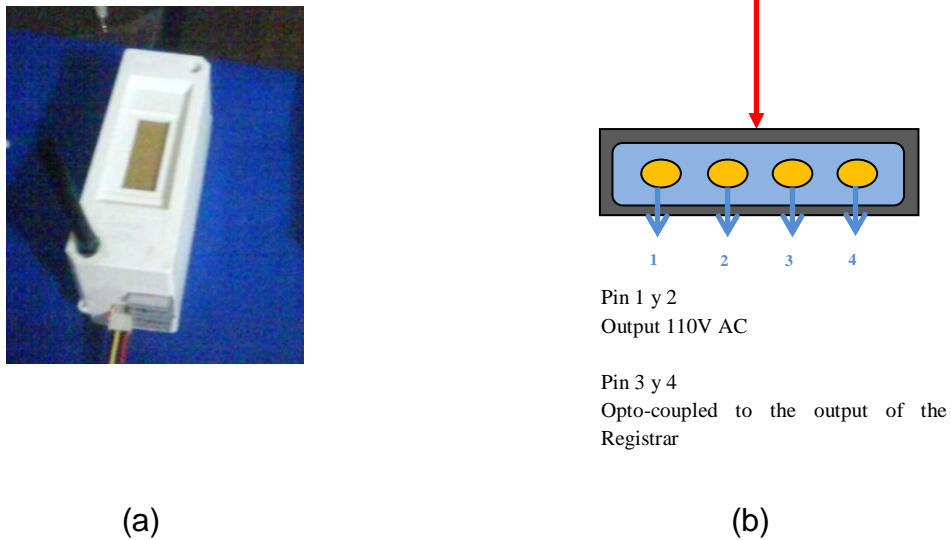 1 2 3 4
Pin 1 y 2
Output 110V AC
Pin 3 y 4
Opto-coupled to the output of the
Registrar
(a) (b)